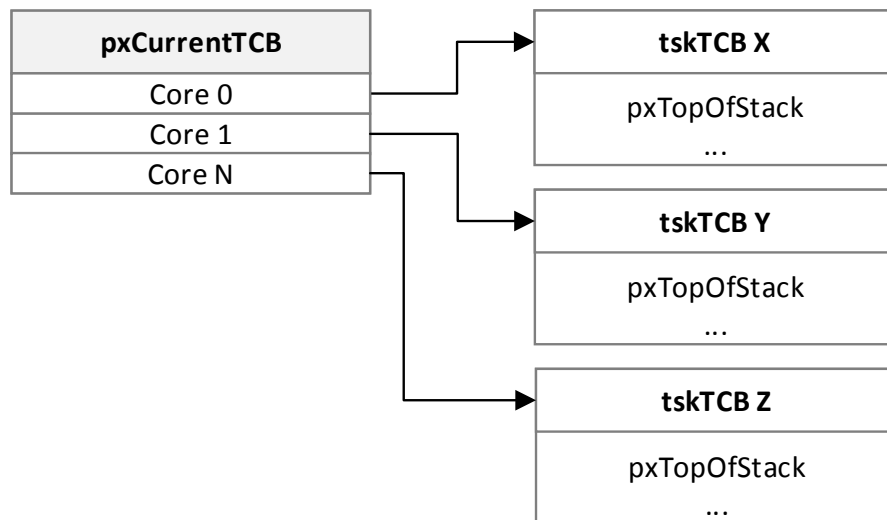 pxCurrentTCB
Core 0
Core 1
Core N
tskTCB X
pxTopOfStack
...
tskTCB Y
pxTopOfStack
...
tskTCB Z
pxTopOfStack
...